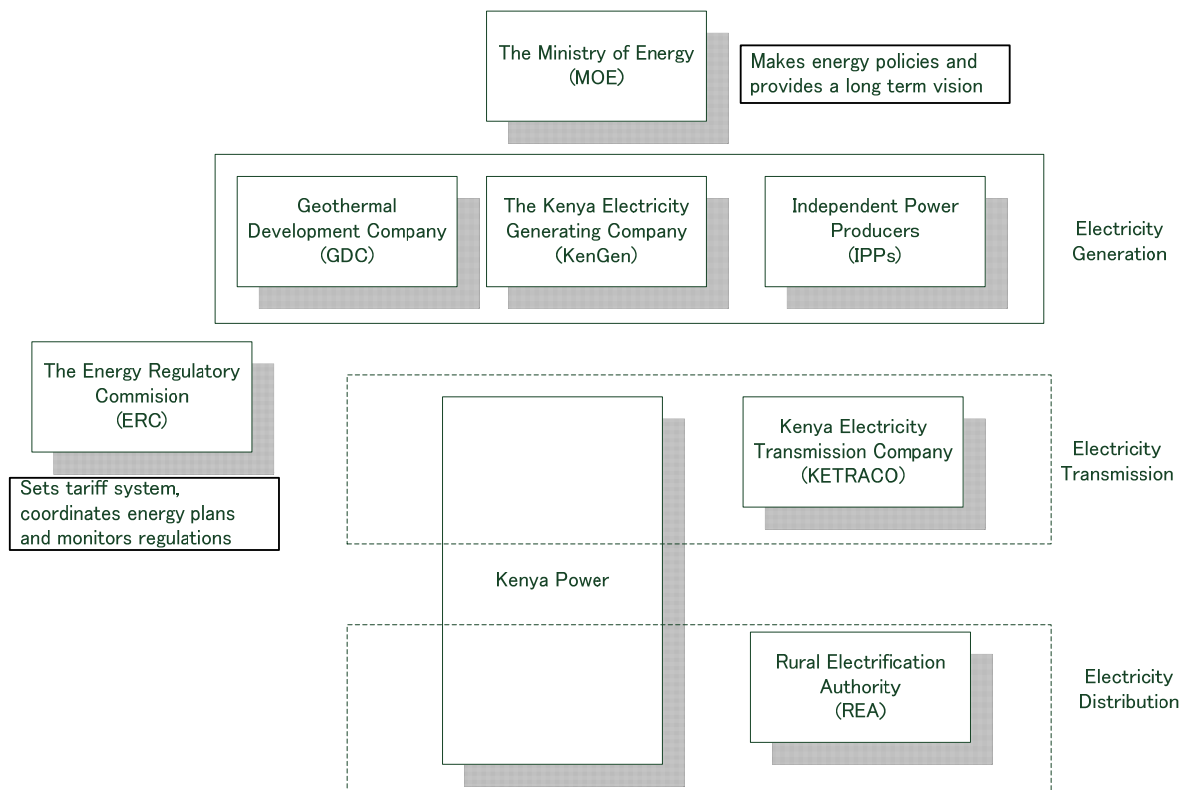 The Ministry of Energy
(MOE)
Makes energy policies and
provides a long term vision
Geothermal
Development Company
(GDC)
The Kenya Electricity
Generating Company
(KenGen)
Independent Power
Producers
(IPPs)
Electricity
Generation
The Energy Regulatory
Commision
(ERC)
Sets tariff system,
coordinates energy plans
and monitors regulations
Kenya Electricity
Transmission Company
(KETRACO)
Electricity
Transmission
Kenya Power
Rural Electrification
Authority
(REA)
Electricity
Distribution